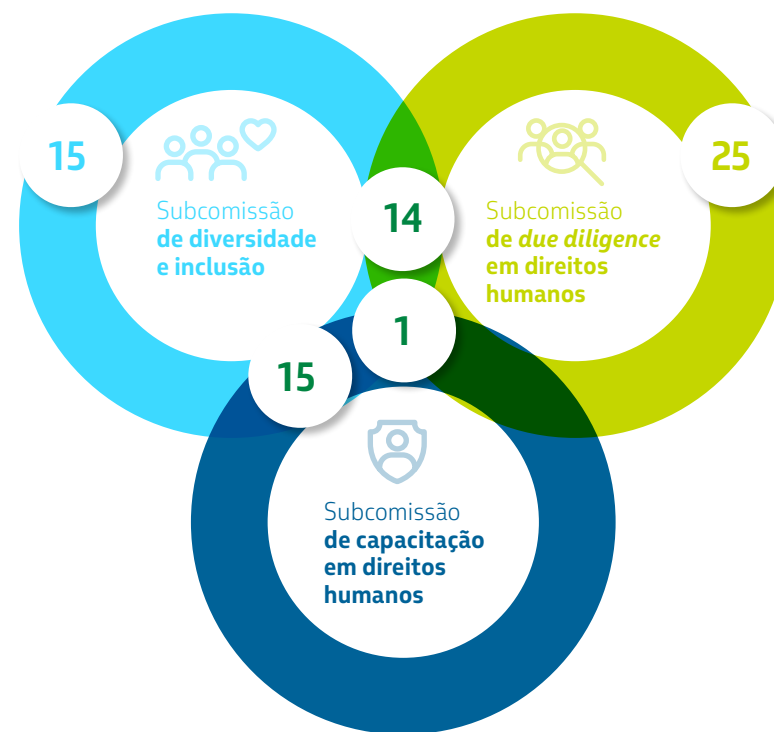 15
Subcomissão
de diversidade
e inclusão
14
25
Subcomissão
de due diligence
em direitos
humanos
1
15
Subcomissão
de capacitação
em direitos
humanos